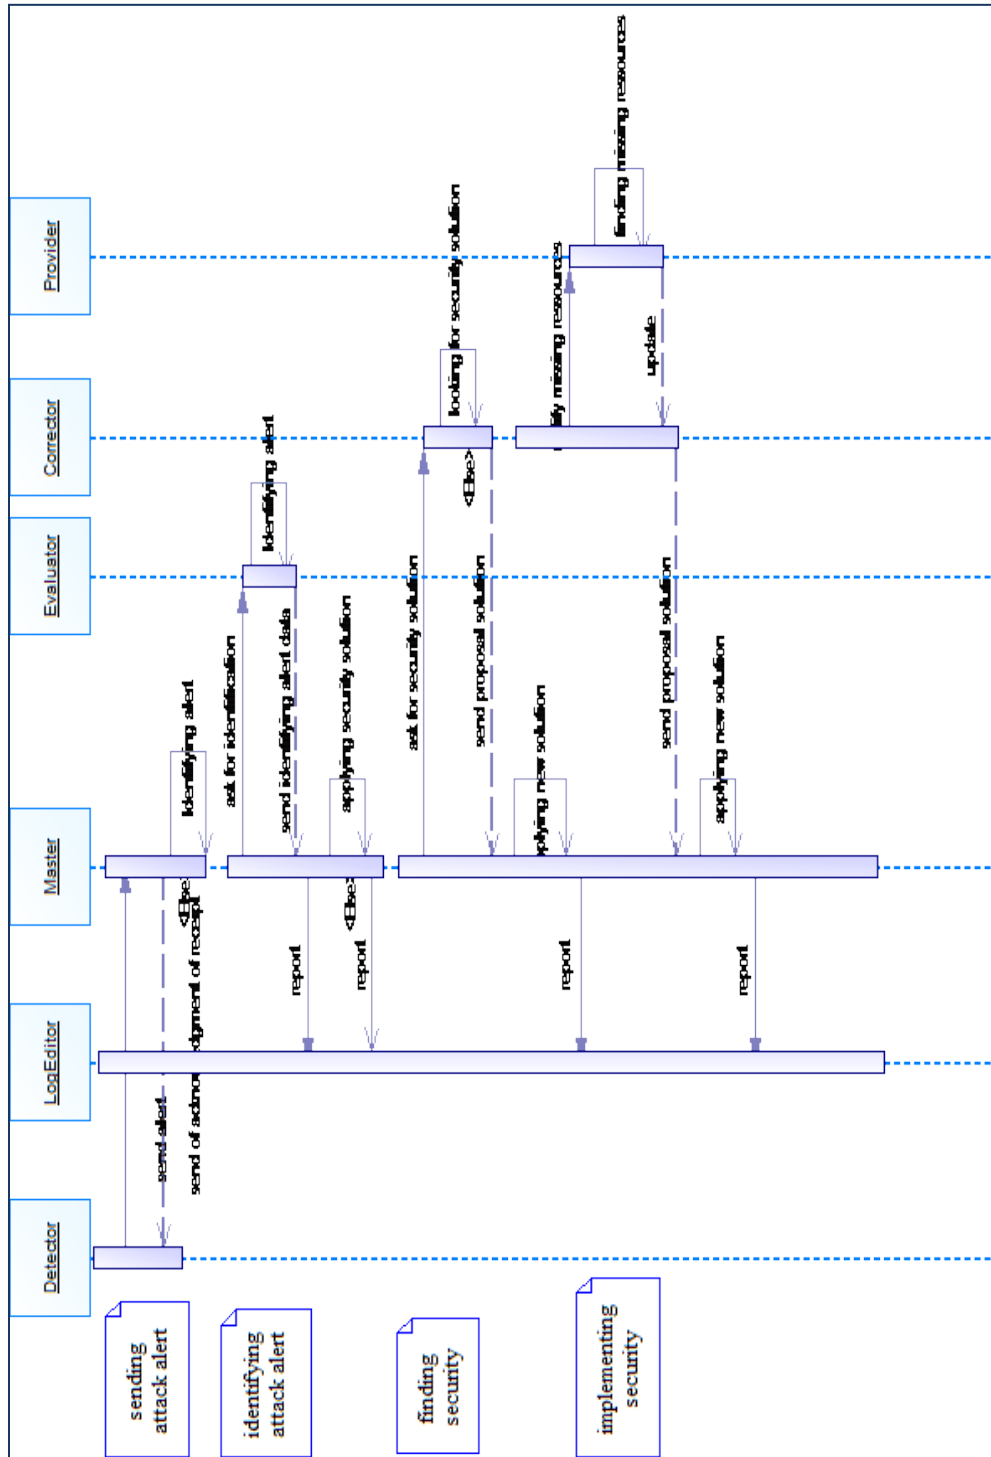 Detector
LogEditor
Master
Evaluator
Corrector
Provider
sending
attack alert
send alert
send of acknowledgment of receipt
Identifying alert
<Else>
identifying
attack alert
ask for identification
Identifying alert
send identifying alert data
report
applying security solution
<Else>
report
finding
security
ask for security solution
looking for security solution
<Else>
send proposal solution
applying new solution
report
implementing
security
missing ressources
finding missing ressources
update
send proposal solution
applying new solution
report